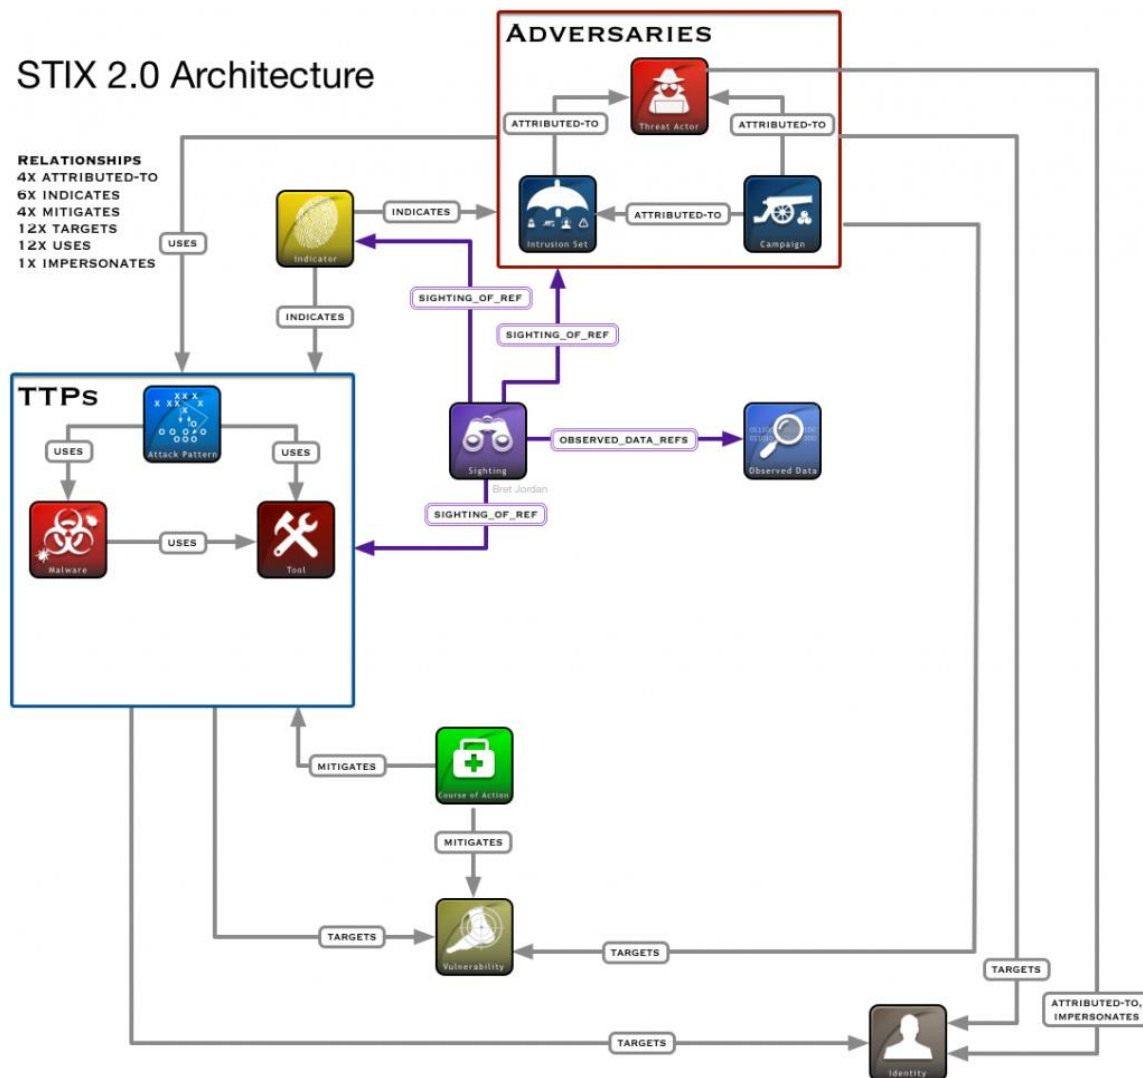 STIX 2.0 Architecture
RELATIONSHIPS
4X ATTRIBUTED-TO
6X INDICATES
4X MITIGATES
12X TARGETS
12X USES
1X IMPERSONATES
ADVERSARIES
Threat Actor
ATTRIBUTED-TO
ATTRIBUTED-TO
Intrusion Set
ATTRIBUTED-TO
Campaign
Indicator
INDICATES
USES
INDICATES
SIGHTING_OF_REF
SIGHTING_OF_REF
TTPs
X X X
X X X X
X
Attack Pattern
USES
USES
Malware
USES
Tool
Sighting
Bret Jordan
OBSERVED_DATA_REFS
Observed Data
SIGHTING_OF_REF
MITIGATES
Course of Action
MITIGATES
TARGETS
Vulnerability
TARGETS
TARGETS
ATTRIBUTED-TO,
IMPERSONATES
TARGETS
Identity